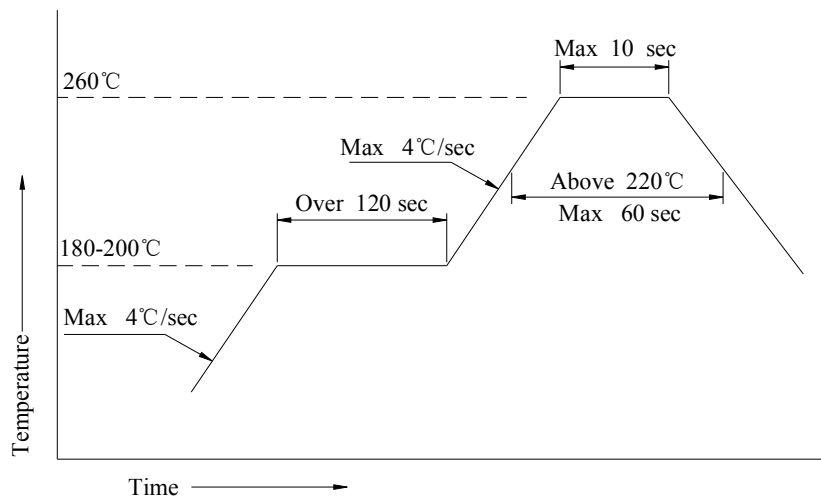 Max 10 sec
260℃
Max 4℃/sec
Above 220℃
Over 120 sec
Max 60 sec
180-200℃
Max 4℃/sec
Temperature
Time